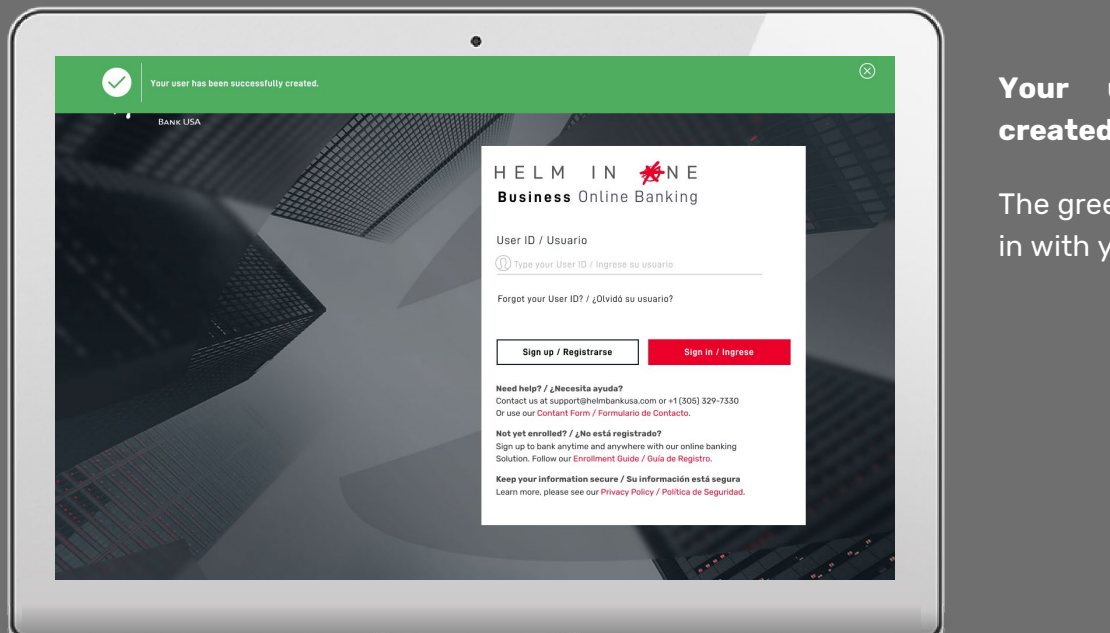 Your user has been successfully created.
BANK USA
HELM IN ONE
Business Online Banking
User ID / Usuario
Type your User ID / Ingrese su usuario
Forgot your User ID? / ¿Olvidó su usuario?
Sign up / Registrarse
Sign in / Ingrese
Need help? / ¿Necesita ayuda?
Contact us at support@helmbankusa.com or +1 (305) 329-7330
Or use our Contant Form / Formulario de Contacto.
Not yet enrolled? / ¿No está registrado?
Sign up to bank anytime and anywhere with our online banking
Solution. Follow our Enrollment Guide / Guía de Registro.
Keep your information secure / Su información está segura
Learn more, please see our Privacy Policy / Política de Seguridad.
Your
created
The
in with